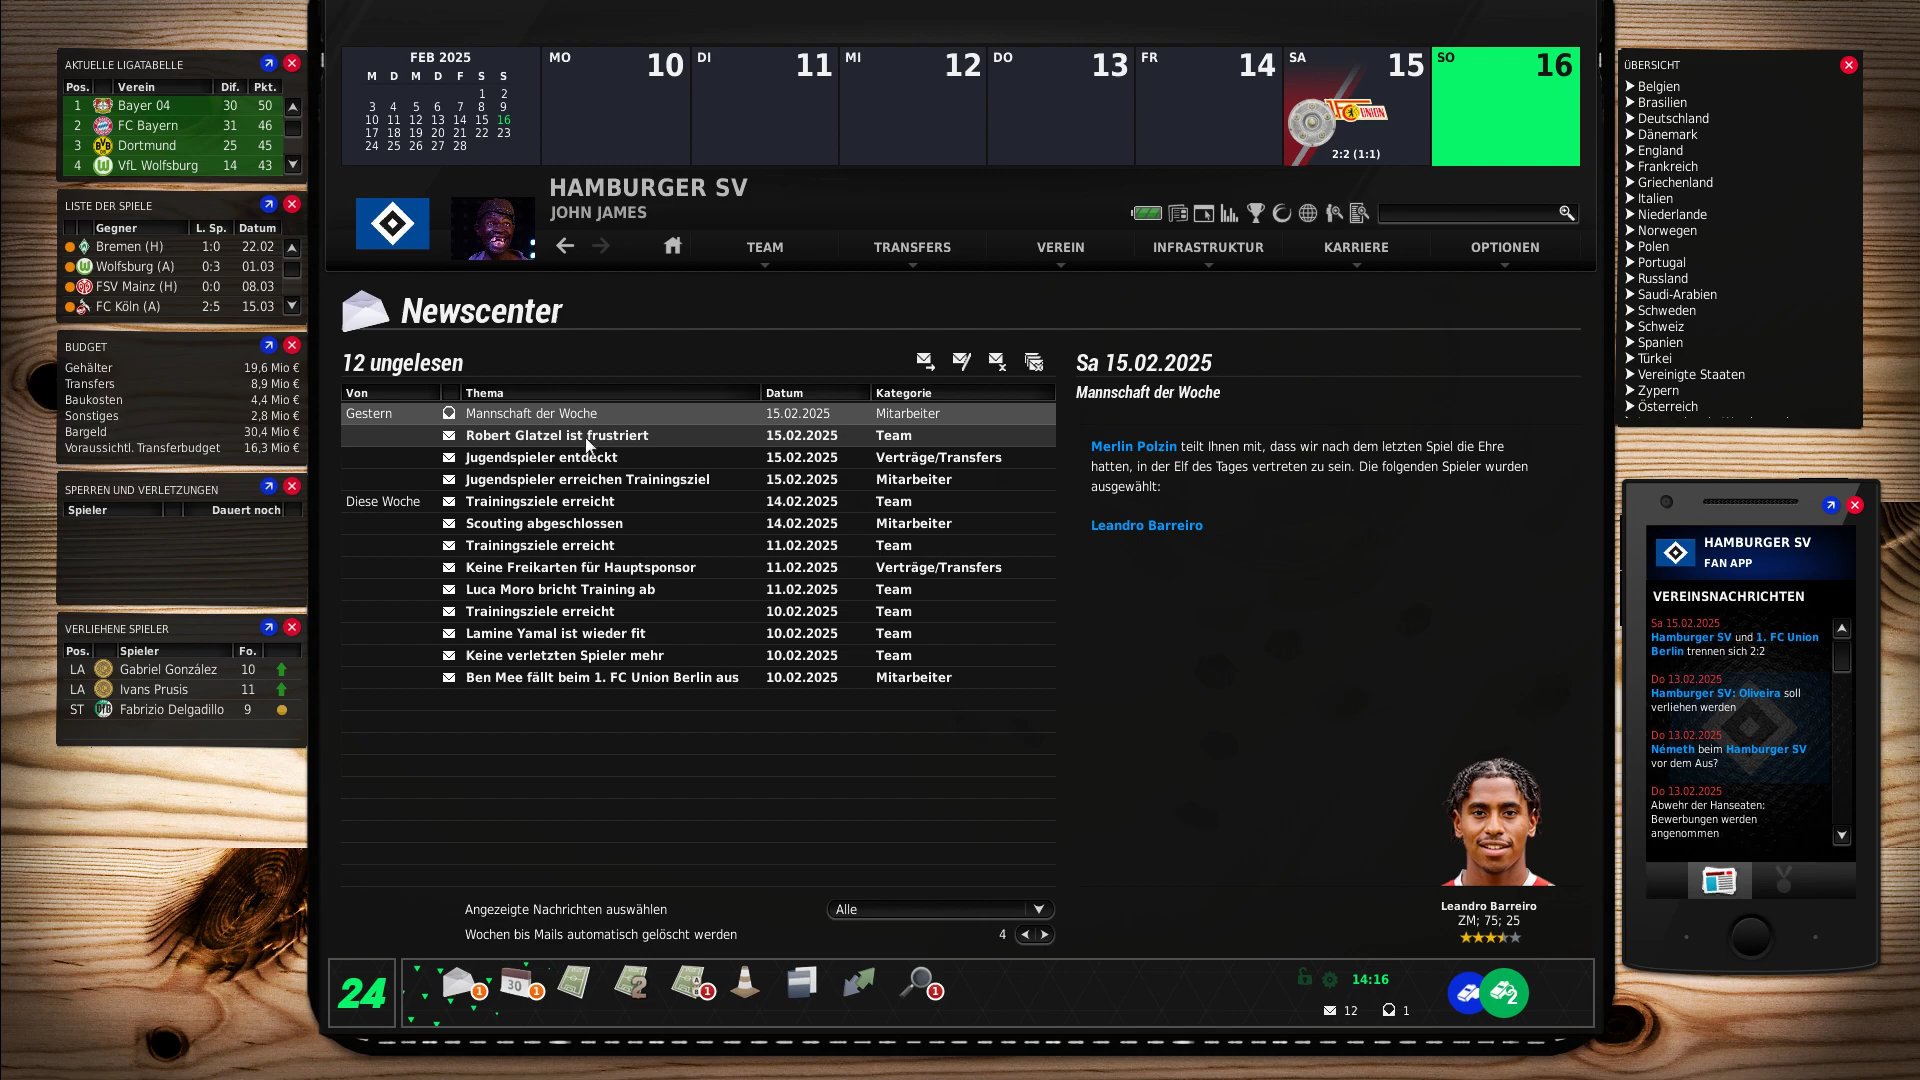 AKTUELLE LIGATABELLE
Pos. Verein Dif. Pkt.
1 Bayer 04 30 50
2 FC Bayern 31 46
3 Dortmund 25 45
4 VfL Wolfsburg 14 43
LISTE DER SPIELE
Gegner L. Sp. Datum
Bremen (H) 1:0 22.02
Wolfsburg (A) 0:3 01.03
FSV Mainz (H) 0:0 08.03
FC Köln (A) 2:5 15.03
BUDGET
Gehälter 19,6 Mio €
Transfers 8,9 Mio €
Baukosten 4,4 Mio €
Sonstiges 2,8 Mio €
Bargeld 30,4 Mio €
Voraussichtl. Transferbudget 16,3 Mio €
SPERREN UND VERLETZUNGEN
Spieler Dauert noch
VERLIEHENE SPIELER
Pos. Spieler Fo.
LA Gabriel González 10
LA Ivans Prusis 11
ST Fabrizio Delgadillo 9
FEB 2025
M D M D F S S
1 2
3 4 5 6 7 8 9
10 11 12 13 14 15 16
17 18 19 20 21 22 23
24 25 26 27 28
MO 10
DI 11
MI 12
DO 13
FR 14
SA 15
2:2 (1:1)
SO 16
HAMBURGER SV
JOHN JAMES
TEAM TRANSFERS VEREIN INFRASTRUKTUR KARRIERE OPTIONEN
Newscenter
12 ungelesen
Von Thema Datum Kategorie
Gestern Mannschaft der Woche 15.02.2025 Mitarbeiter
Robert Glatzel ist frustriert 15.02.2025 Team
Jugendspieler entdeckt 15.02.2025 Verträge/Transfers
Jugendspieler erreichen Trainingsziel 15.02.2025 Mitarbeiter
Diese Woche Trainingsziele erreicht 14.02.2025 Team
Scouting abgeschlossen 14.02.2025 Mitarbeiter
Trainingsziele erreicht 11.02.2025 Team
Keine Freikarten für Hauptsponsor 11.02.2025 Verträge/Transfers
Luca Moro bricht Training ab 11.02.2025 Team
Trainingsziele erreicht 10.02.2025 Team
Lamine Yamal ist wieder fit 10.02.2025 Team
Keine verletzten Spieler mehr 10.02.2025 Team
Ben Mee fällt beim 1. FC Union Berlin aus 10.02.2025 Mitarbeiter
Angezeigte Nachrichten auswählen Alle
Wochen bis Mails automatisch gelöscht werden 4
Sa 15.02.2025
Mannschaft der Woche
Merlin Polzin teilt Ihnen mit, dass wir nach dem letzten Spiel die Ehre
hatten, in der Elf des Tages vertreten zu sein. Die folgenden Spieler wurden
ausgewählt:
Leandro Barreiro
Leandro Barreiro
ZM; 75; 25
24
1
30 1
2
1
1
14:16
12 1
2
ÜBERSICHT
Belgien
Brasilien
Deutschland
Dänemark
England
Frankreich
Griechenland
Italien
Niederlande
Norwegen
Polen
Portugal
Russland
Saudi-Arabien
Schweden
Schweiz
Spanien
Türkei
Vereinigte Staaten
Zypern
Österreich
HAMBURGER SV
FAN APP
VEREINSNACHRICHTEN
Sa 15.02.2025
Hamburger SV und 1. FC Union
Berlin trennen sich 2:2
Do 13.02.2025
Hamburger SV: Oliveira soll
verliehen werden
Do 13.02.2025
Németh beim Hamburger SV
vor dem Aus?
Do 13.02.2025
Abwehr der Hanseaten:
Bewerbungen werden
angenommen